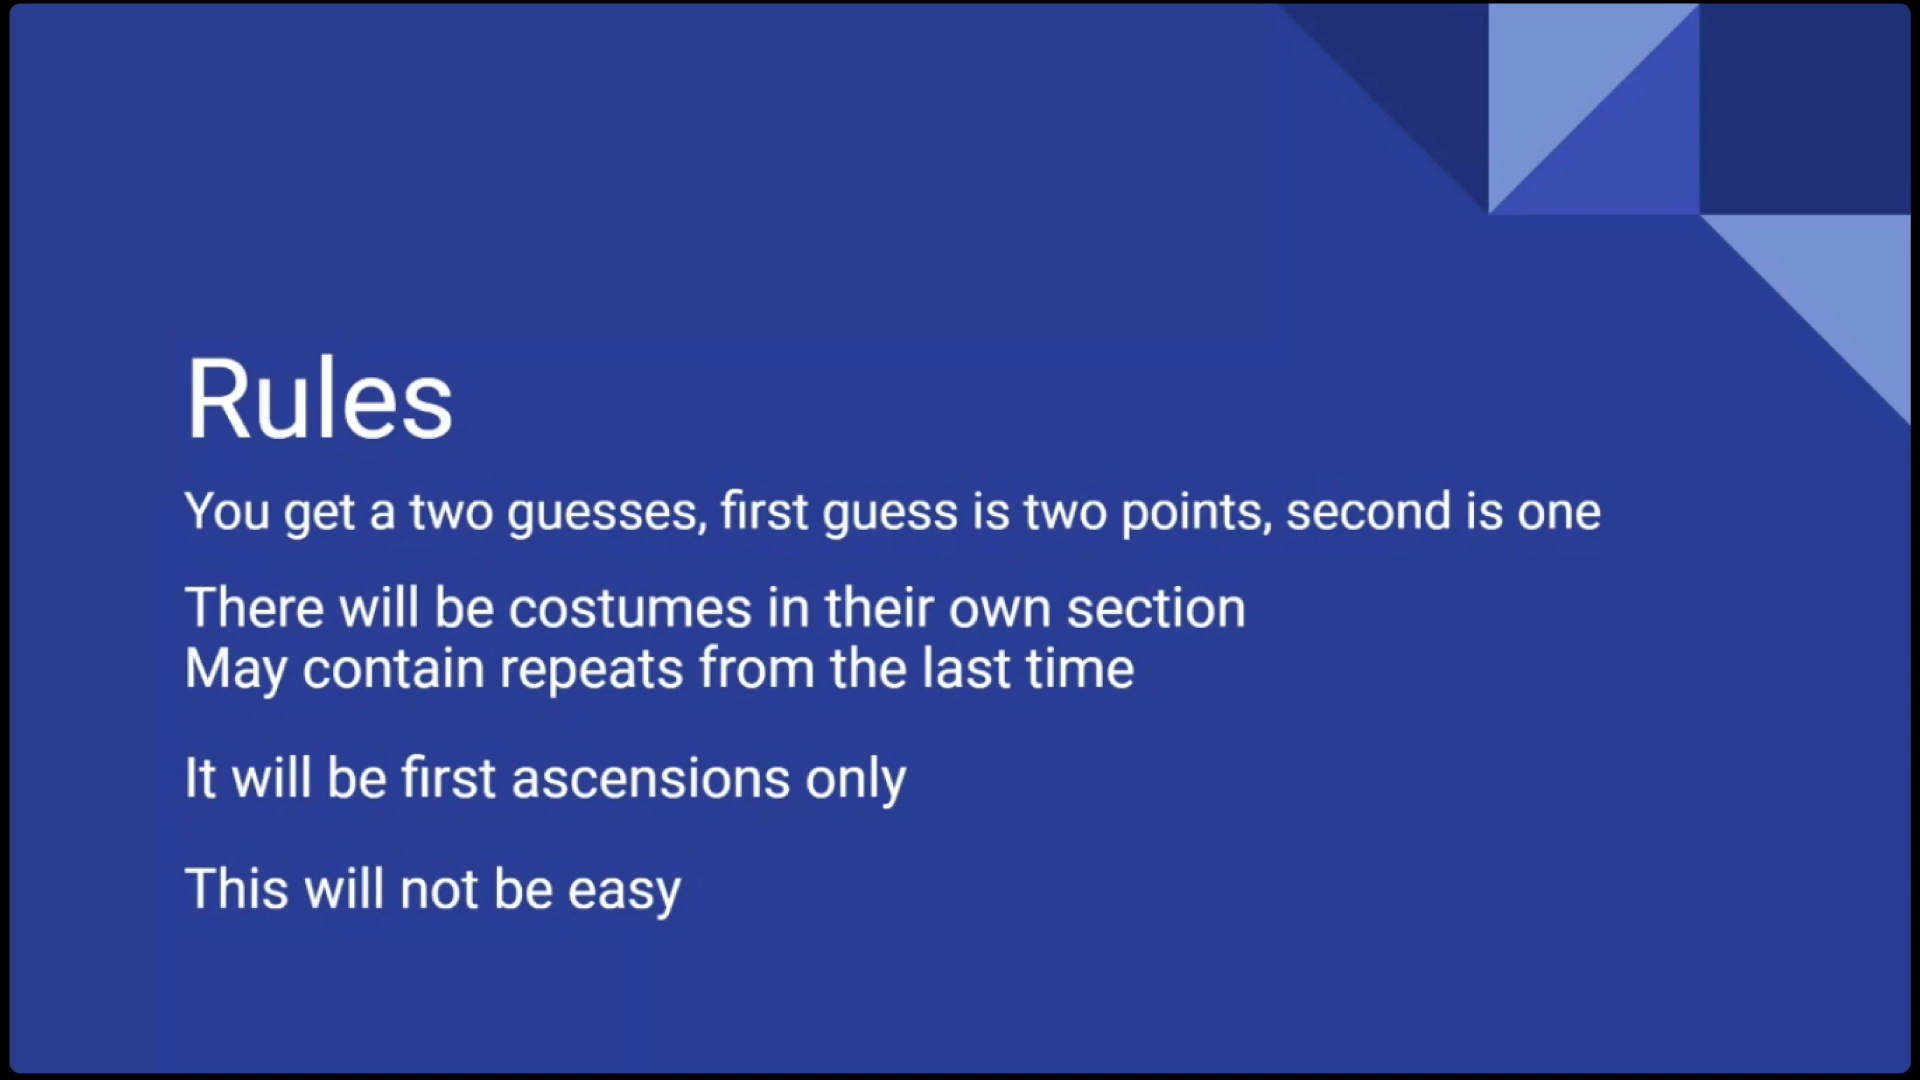 Rules
You get a two guesses, first guess is two points, second is one
There will be costumes in their own section
May contain repeats from the last time
It will be first ascensions only
This will not be easy